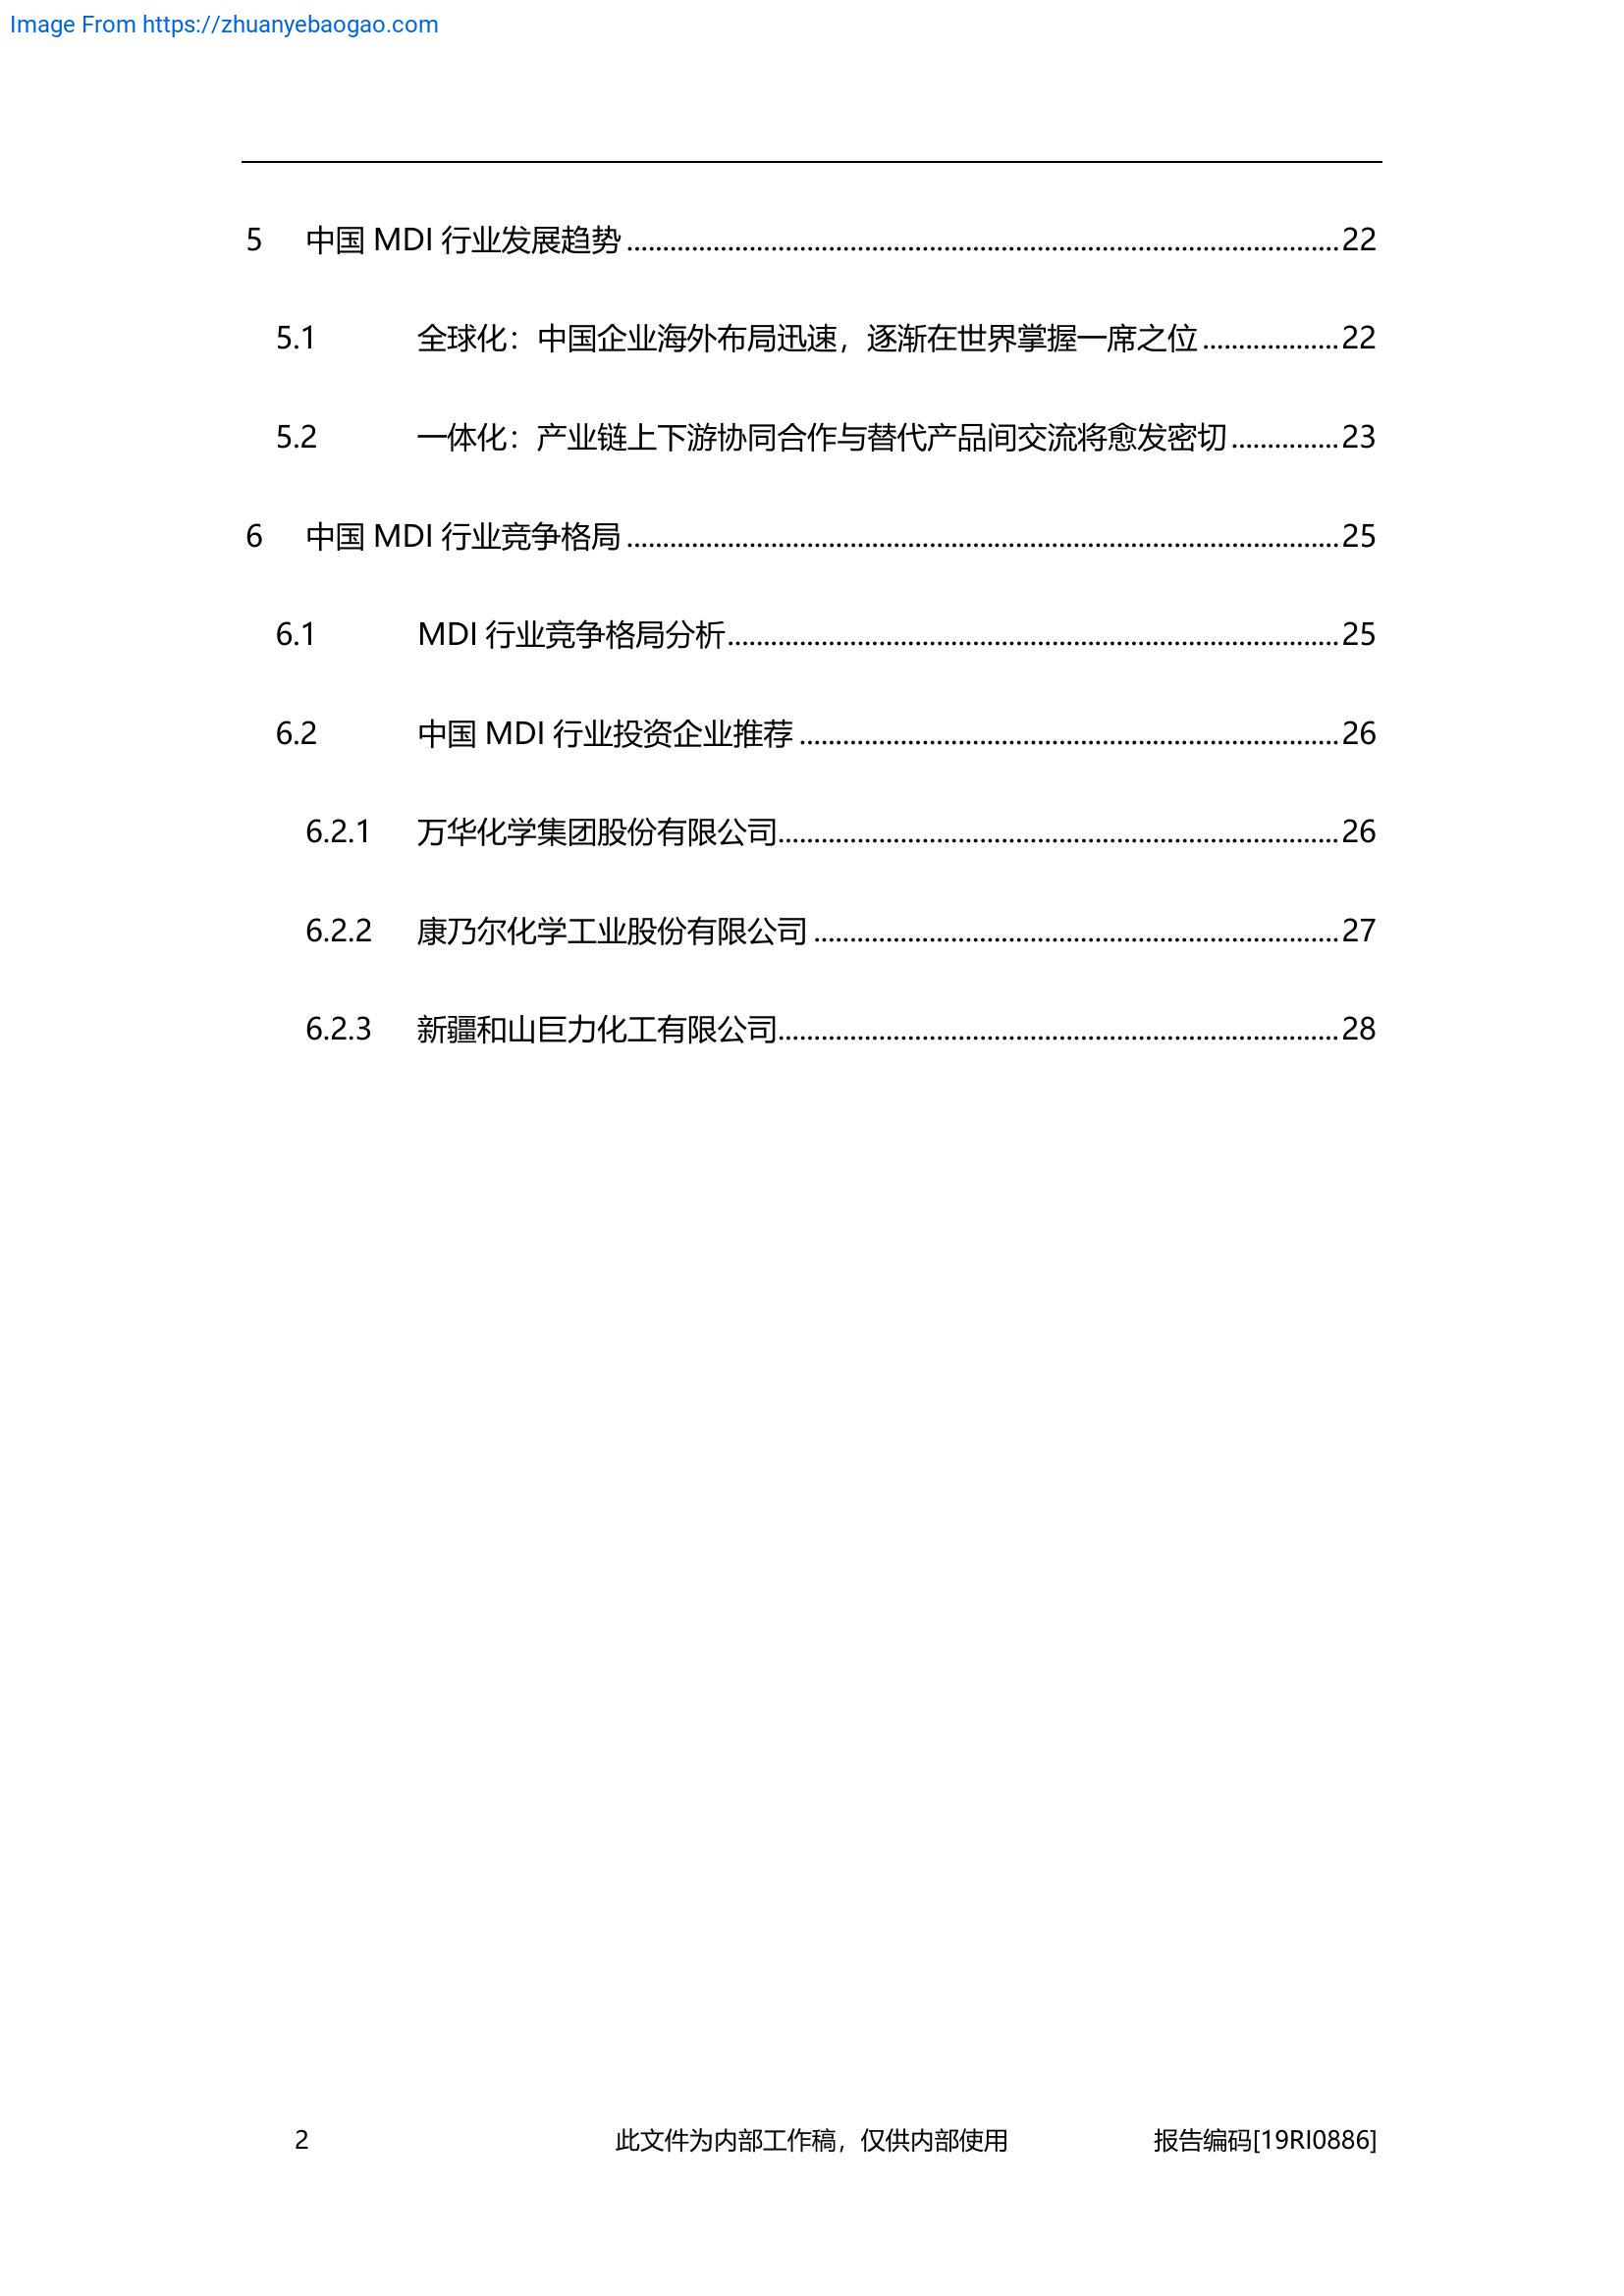 Image From https://zhuanyebaogao.com
5 中国 MDI 行业发展趋势 ........................................................ 22
5.1 全球化：中国企业海外布局迅速，逐渐在世界掌握一席之位 ................... 22
5.2 一体化：产业链上下游协同合作与替代产品间交流将愈发密切 ............... 23
6 中国 MDI 行业竞争格局 ........................................................ 25
6.1 MDI 行业竞争格局分析 ........................................................ 25
6.2 中国 MDI 行业投资企业推荐 ................................................ 26
6.2.1 万华化学集团股份有限公司 ................................................ 26
6.2.2 康乃尔化学工业股份有限公司 ............................................ 27
6.2.3 新疆和山巨力化工有限公司 ................................................ 28
2 此文件为内部工作稿，仅供内部使用 报告编码[19RI0886]